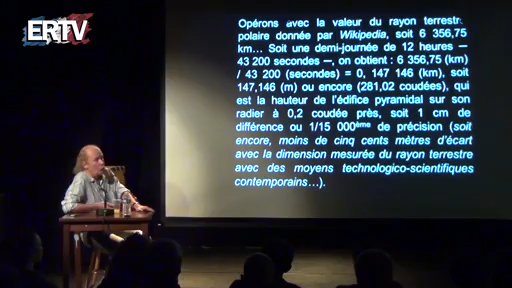 ERTV
Opérons avec la valeur du rayon terrestre
polaire donnée par Wikipedia, soit 6 356,75
km... Soit une demi-journée de 12 heures –
43 200 secondes –, on obtient : 6 356,75 (km)
/ 43 200 (secondes) = 0, 147 146 (km), soit
147,146 (m) ou encore (281,02 coudées), qui
est la hauteur de l'édifice pyramidal sur son
radier à 0,2 coudée près, soit 1 cm de
différence ou 1/15 000ème de précision (soit
encore, moins de cinq cents mètres d'écart
avec la dimension mesurée du rayon terrestre
avec des moyens technologico-scientifiques
contemporains...).